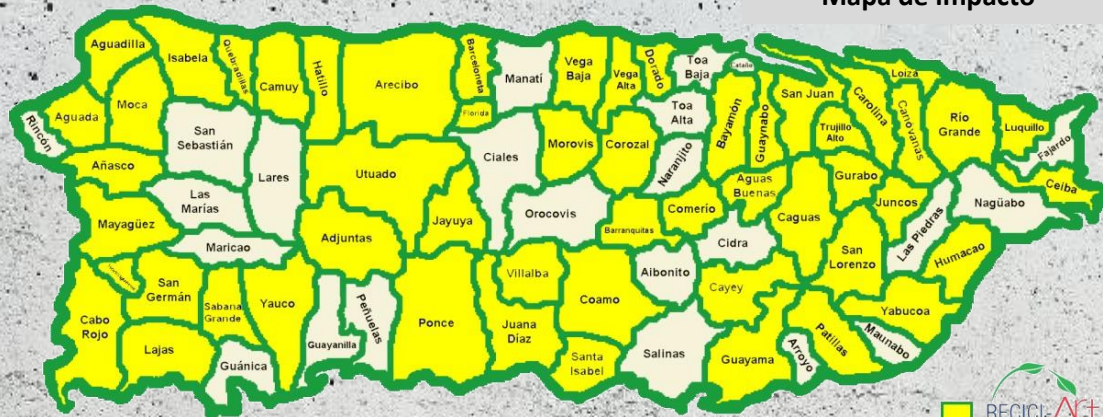 Mapa de Impacto
Aguadilla
Isabela
Quebradillas
Camuy
Hatillo
Arecibo
Barceloneta
Florida
Manatí
Vega
Baja
Vega
Alta
Dorado
Toa
Baja
Cataño
Toa
Alta
Bayamón
Guaynabo
San Juan
Trujillo
Alto
Carolina
Loiza
Canóvanas
Río
Grande
Luquillo
Fajardo
Ceiba
Rincón
Aguada
Moca
San
Sebastián
Lares
Utuado
Ciales
Morovis
Corozal
Naranjito
Aguas
Buenas
Gurabo
Juncos
Las Piedras
Nagüabo
Añasco
Las
Marías
Mayagüez
Maricao
Adjuntas
Jayuya
Orocovis
Barranquitas
Comerío
Cidra
Caguas
San
Lorenzo
Humacao
San
Germán
Sabana
Grande
Yauco
Guayanilla
Peñuelas
Ponce
Villalba
Juana
Díaz
Coamo
Aibonito
Cayey
Yabucoa
Cabo
Rojo
Lajas
Guánica
Santa
Isabel
Salinas
Guayama
Arroyo
Patillas
Maunabo
RECICL-Art